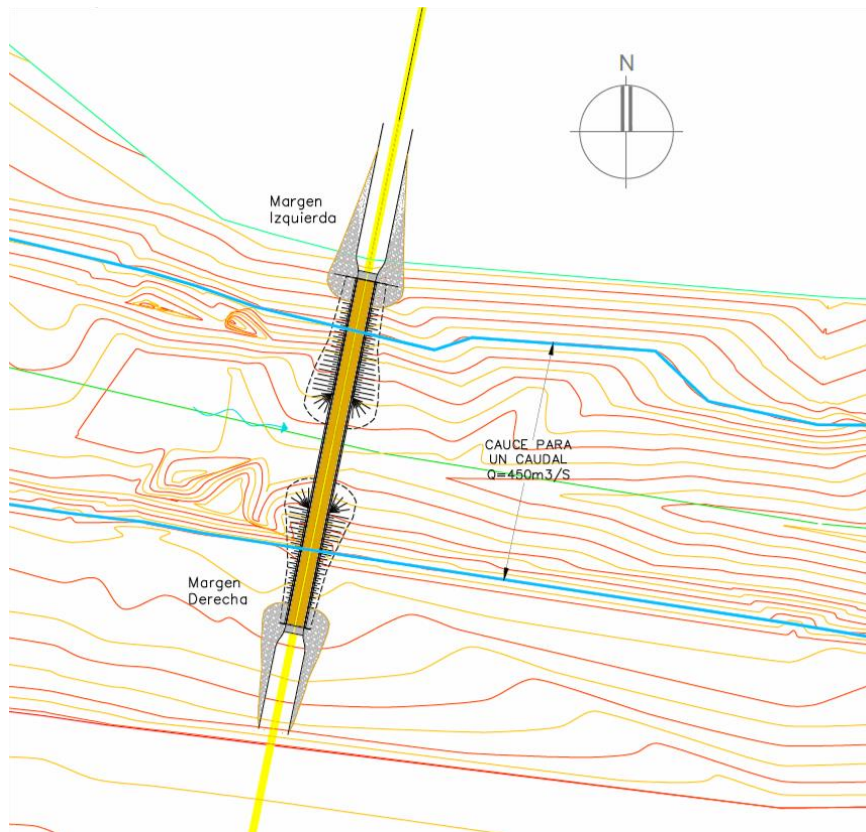 N
Margen
Izquierda
CAUCE PARA
UN CAUDAL
Q=450m3/S
Margen
Derecha